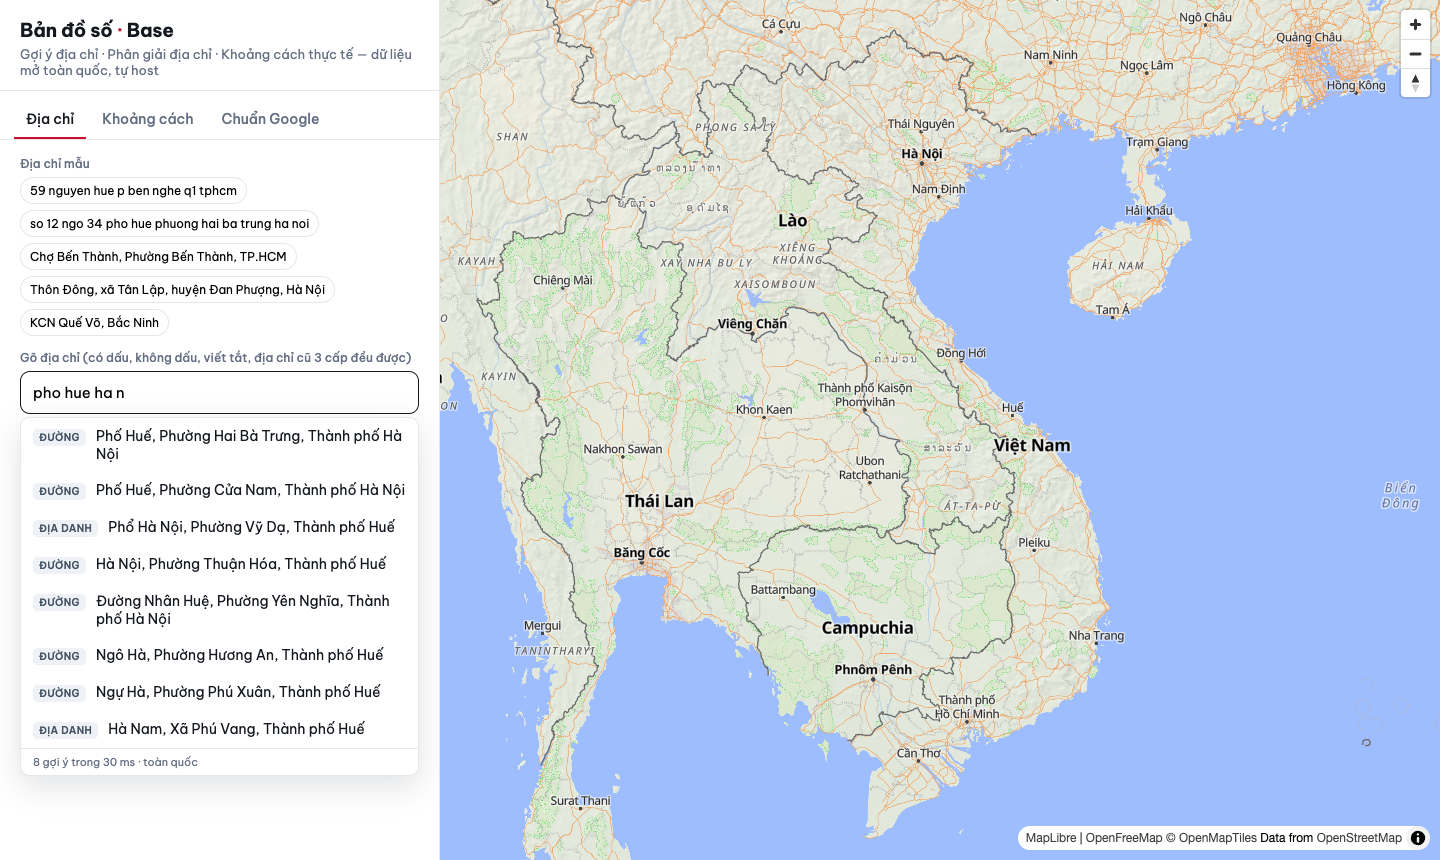 Bản đồ số · Base
Gợi ý địa chỉ · Phân giải địa chỉ · Khoảng cách thực tế — dữ liệu
mở toàn quốc, tự host
Địa chỉ
Khoảng cách
Chuẩn Google
Địa chỉ mẫu
59 nguyen hue p ben nghe q1 tphcm
so 12 ngo 34 pho hue phuong hai ba trung ha noi
Chợ Bến Thành, Phường Bến Thành, TP.HCM
Thôn Đông, xã Tân Lập, huyện Đan Phượng, Hà Nội
KCN Quế Võ, Bắc Ninh
Gõ địa chỉ (có dấu, không dấu, viết tắt, địa chỉ cũ 3 cấp đều được)
pho hue ha n
ĐƯỜNG Phố Huế, Phường Hai Bà Trưng, Thành phố Hà
Nội
ĐƯỜNG Phố Huế, Phường Cửa Nam, Thành phố Hà Nội
ĐỊA DANH Phổ Hà Nội, Phường Vỹ Dạ, Thành phố Huế
ĐƯỜNG Hà Nội, Phường Thuận Hóa, Thành phố Huế
ĐƯỜNG Đường Nhân Huệ, Phường Yên Nghĩa, Thành
phố Hà Nội
ĐƯỜNG Ngô Hà, Phường Hương An, Thành phố Huế
ĐƯỜNG Ngự Hà, Phường Phú Xuân, Thành phố Huế
ĐỊA DANH Hà Nam, Xã Phú Vang, Thành phố Huế
8 gợi ý trong 30 ms · toàn quốc
Cá Cựu
Ngô Châu
Quảng Châu
Nam Ninh
Ngọc Lâm
Hồng Kông
SHAN
PHONG SA LY
Thái Nguyên
Trạm Giang
Hà Nội
Nam Định
Hải Khẩu
Lào
XIÊNG
KHOẢNG
KAYAH
XAY NHA BU LY
HẢI NAM
Chiêng Mài
XAISOMBOUN
Tam Á
Viêng Chăn
Đồng Hới
ຄໍາມ່ວນ
KAYIN
Thành phố Kaisỏn
Phomvihān
Khon Kaen
Huế
Nakhon Sawan
Việt Nam
Ubon
Ratchathani
Biển
Đông
Thái Lan
ẮT-TA-PƯ
Băng Cốc
Pleiku
Battambang
Mergui
Campuchia
Nha Trang
TANINTHARYI
Phnôm Pênh
Thành phố
Hồ Chí Minh
Cần Thơ
Surat Thani
MapLibre | OpenFreeMap © OpenMapTiles Data from OpenStreetMap